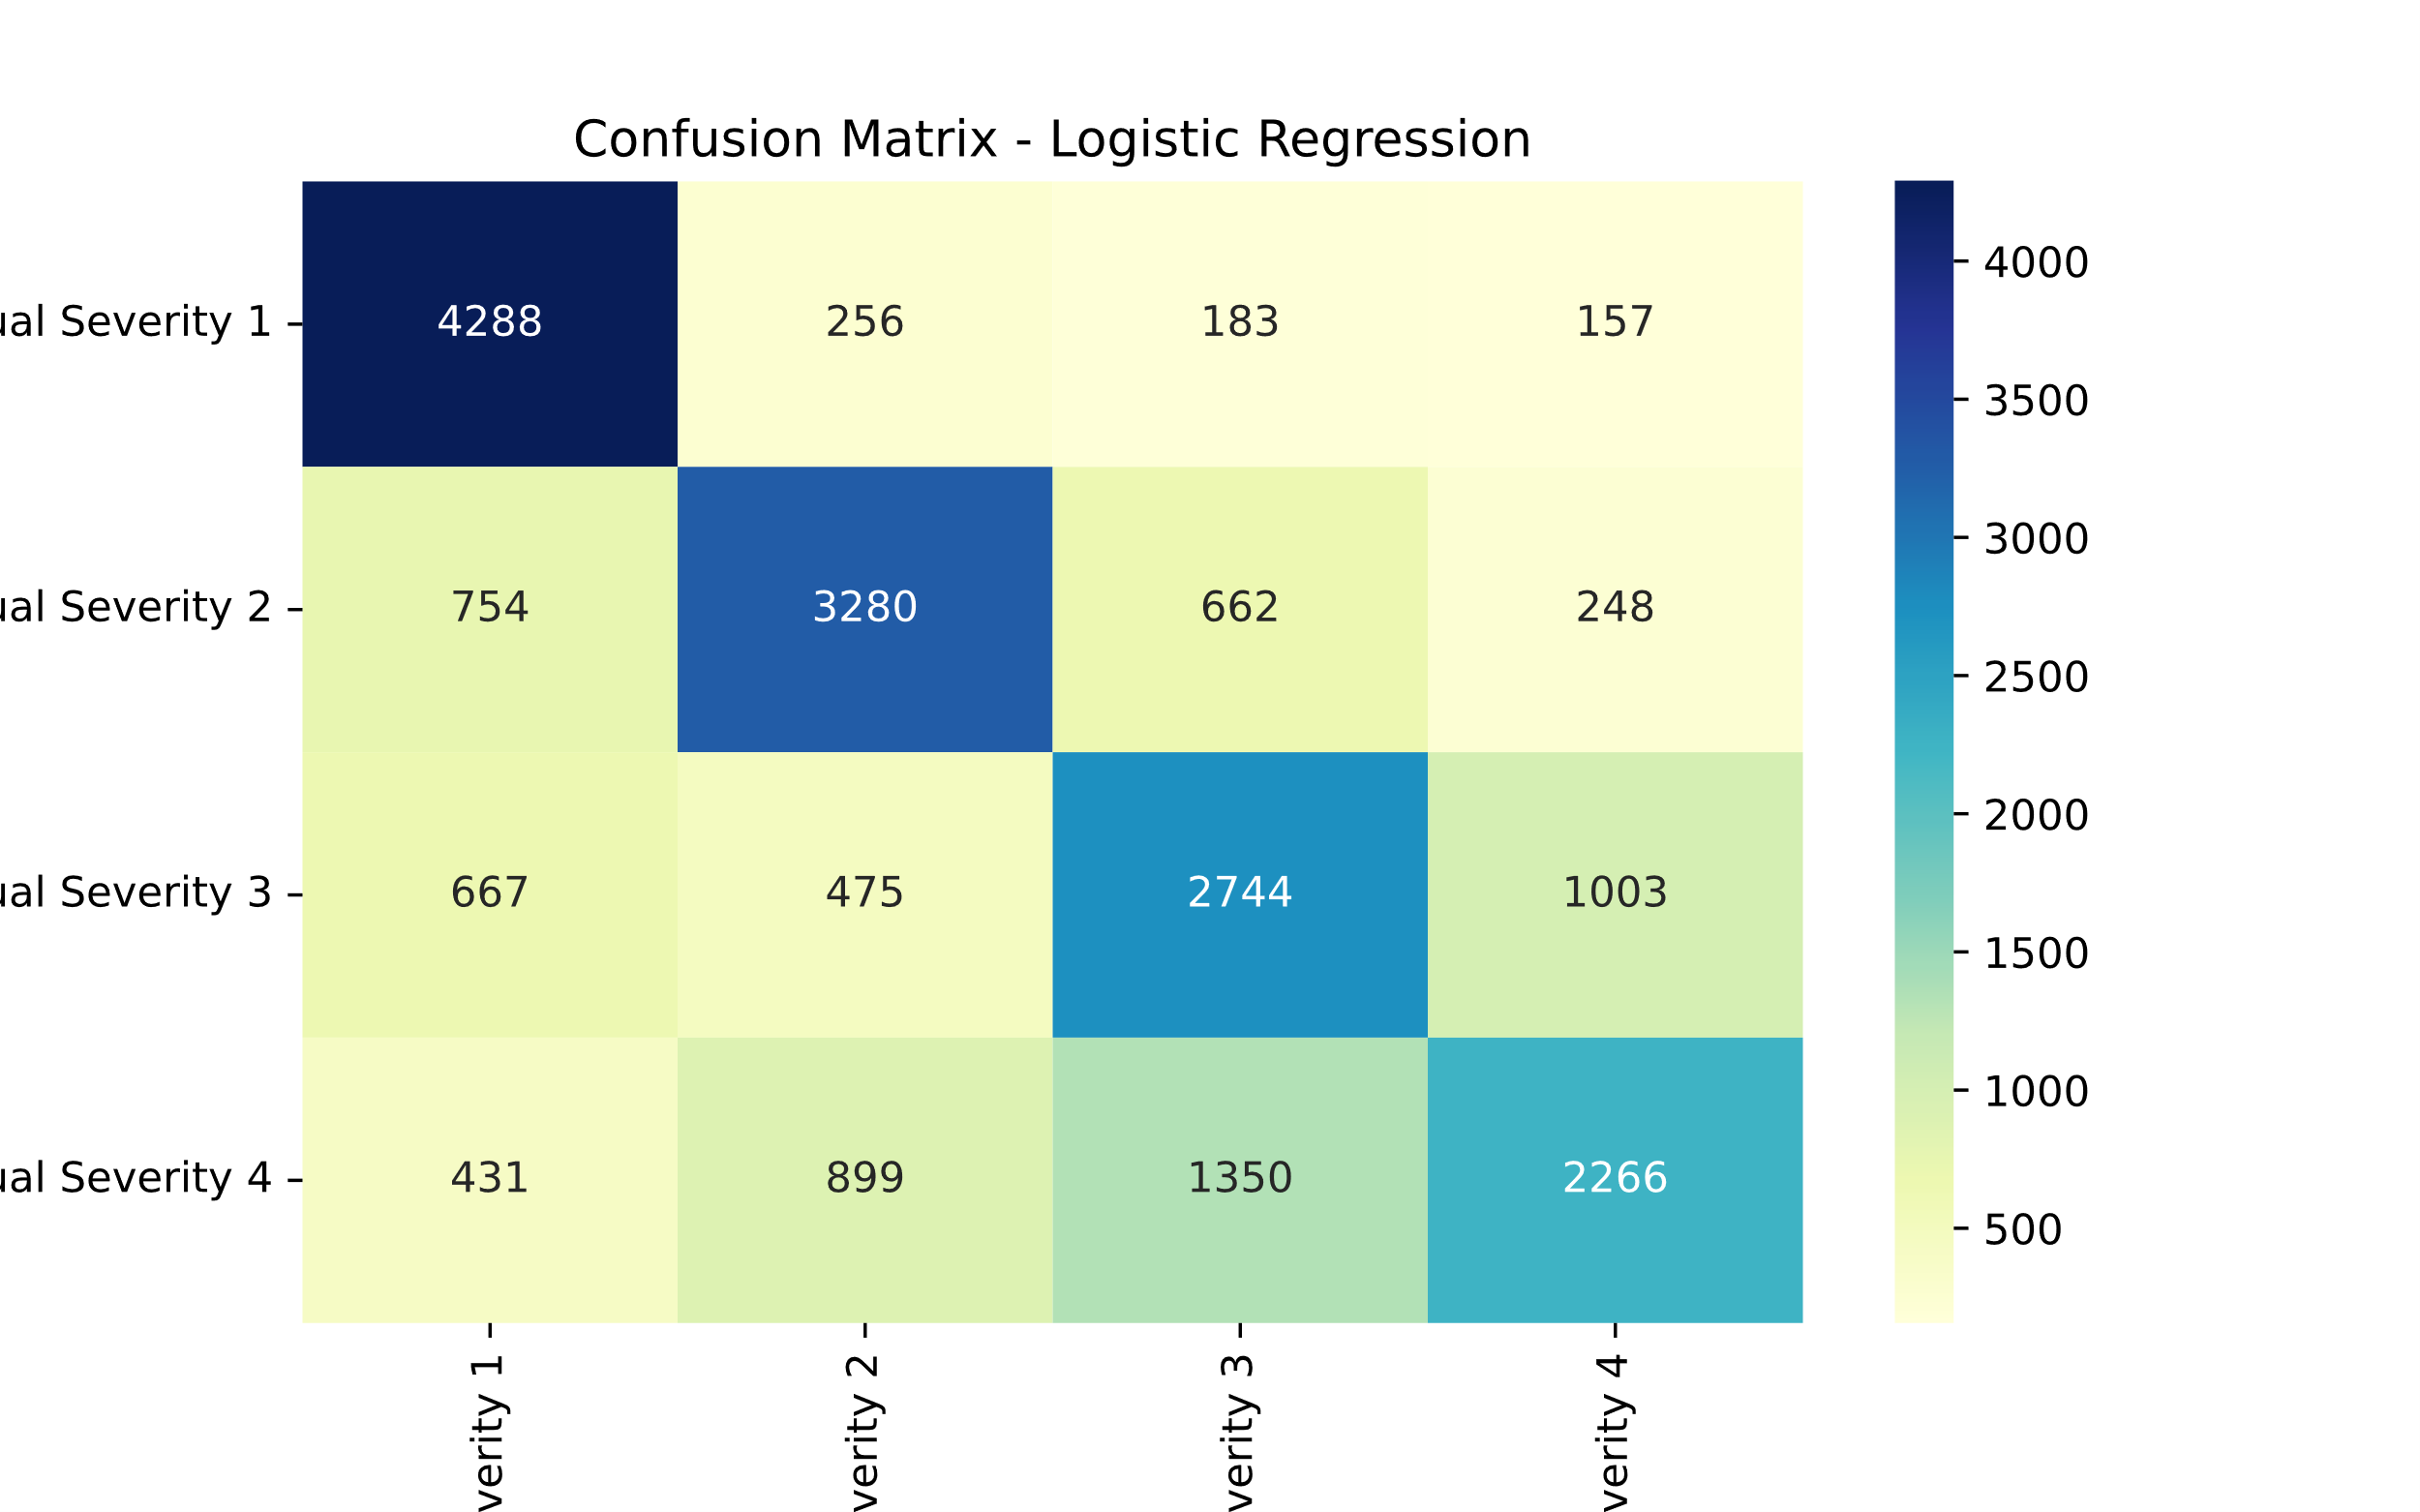 Confusion Matrix - Logistic Regression
ual Severity 1
4288 256 183 157
ual Severity 2
754 3280 662 248
ual Severity 3
667 475 2744 1003
ual Severity 4
431 899 1350 2266
verity 1
verity 2
verity 3
verity 4
4000
3500
3000
2500
2000
1500
1000
500